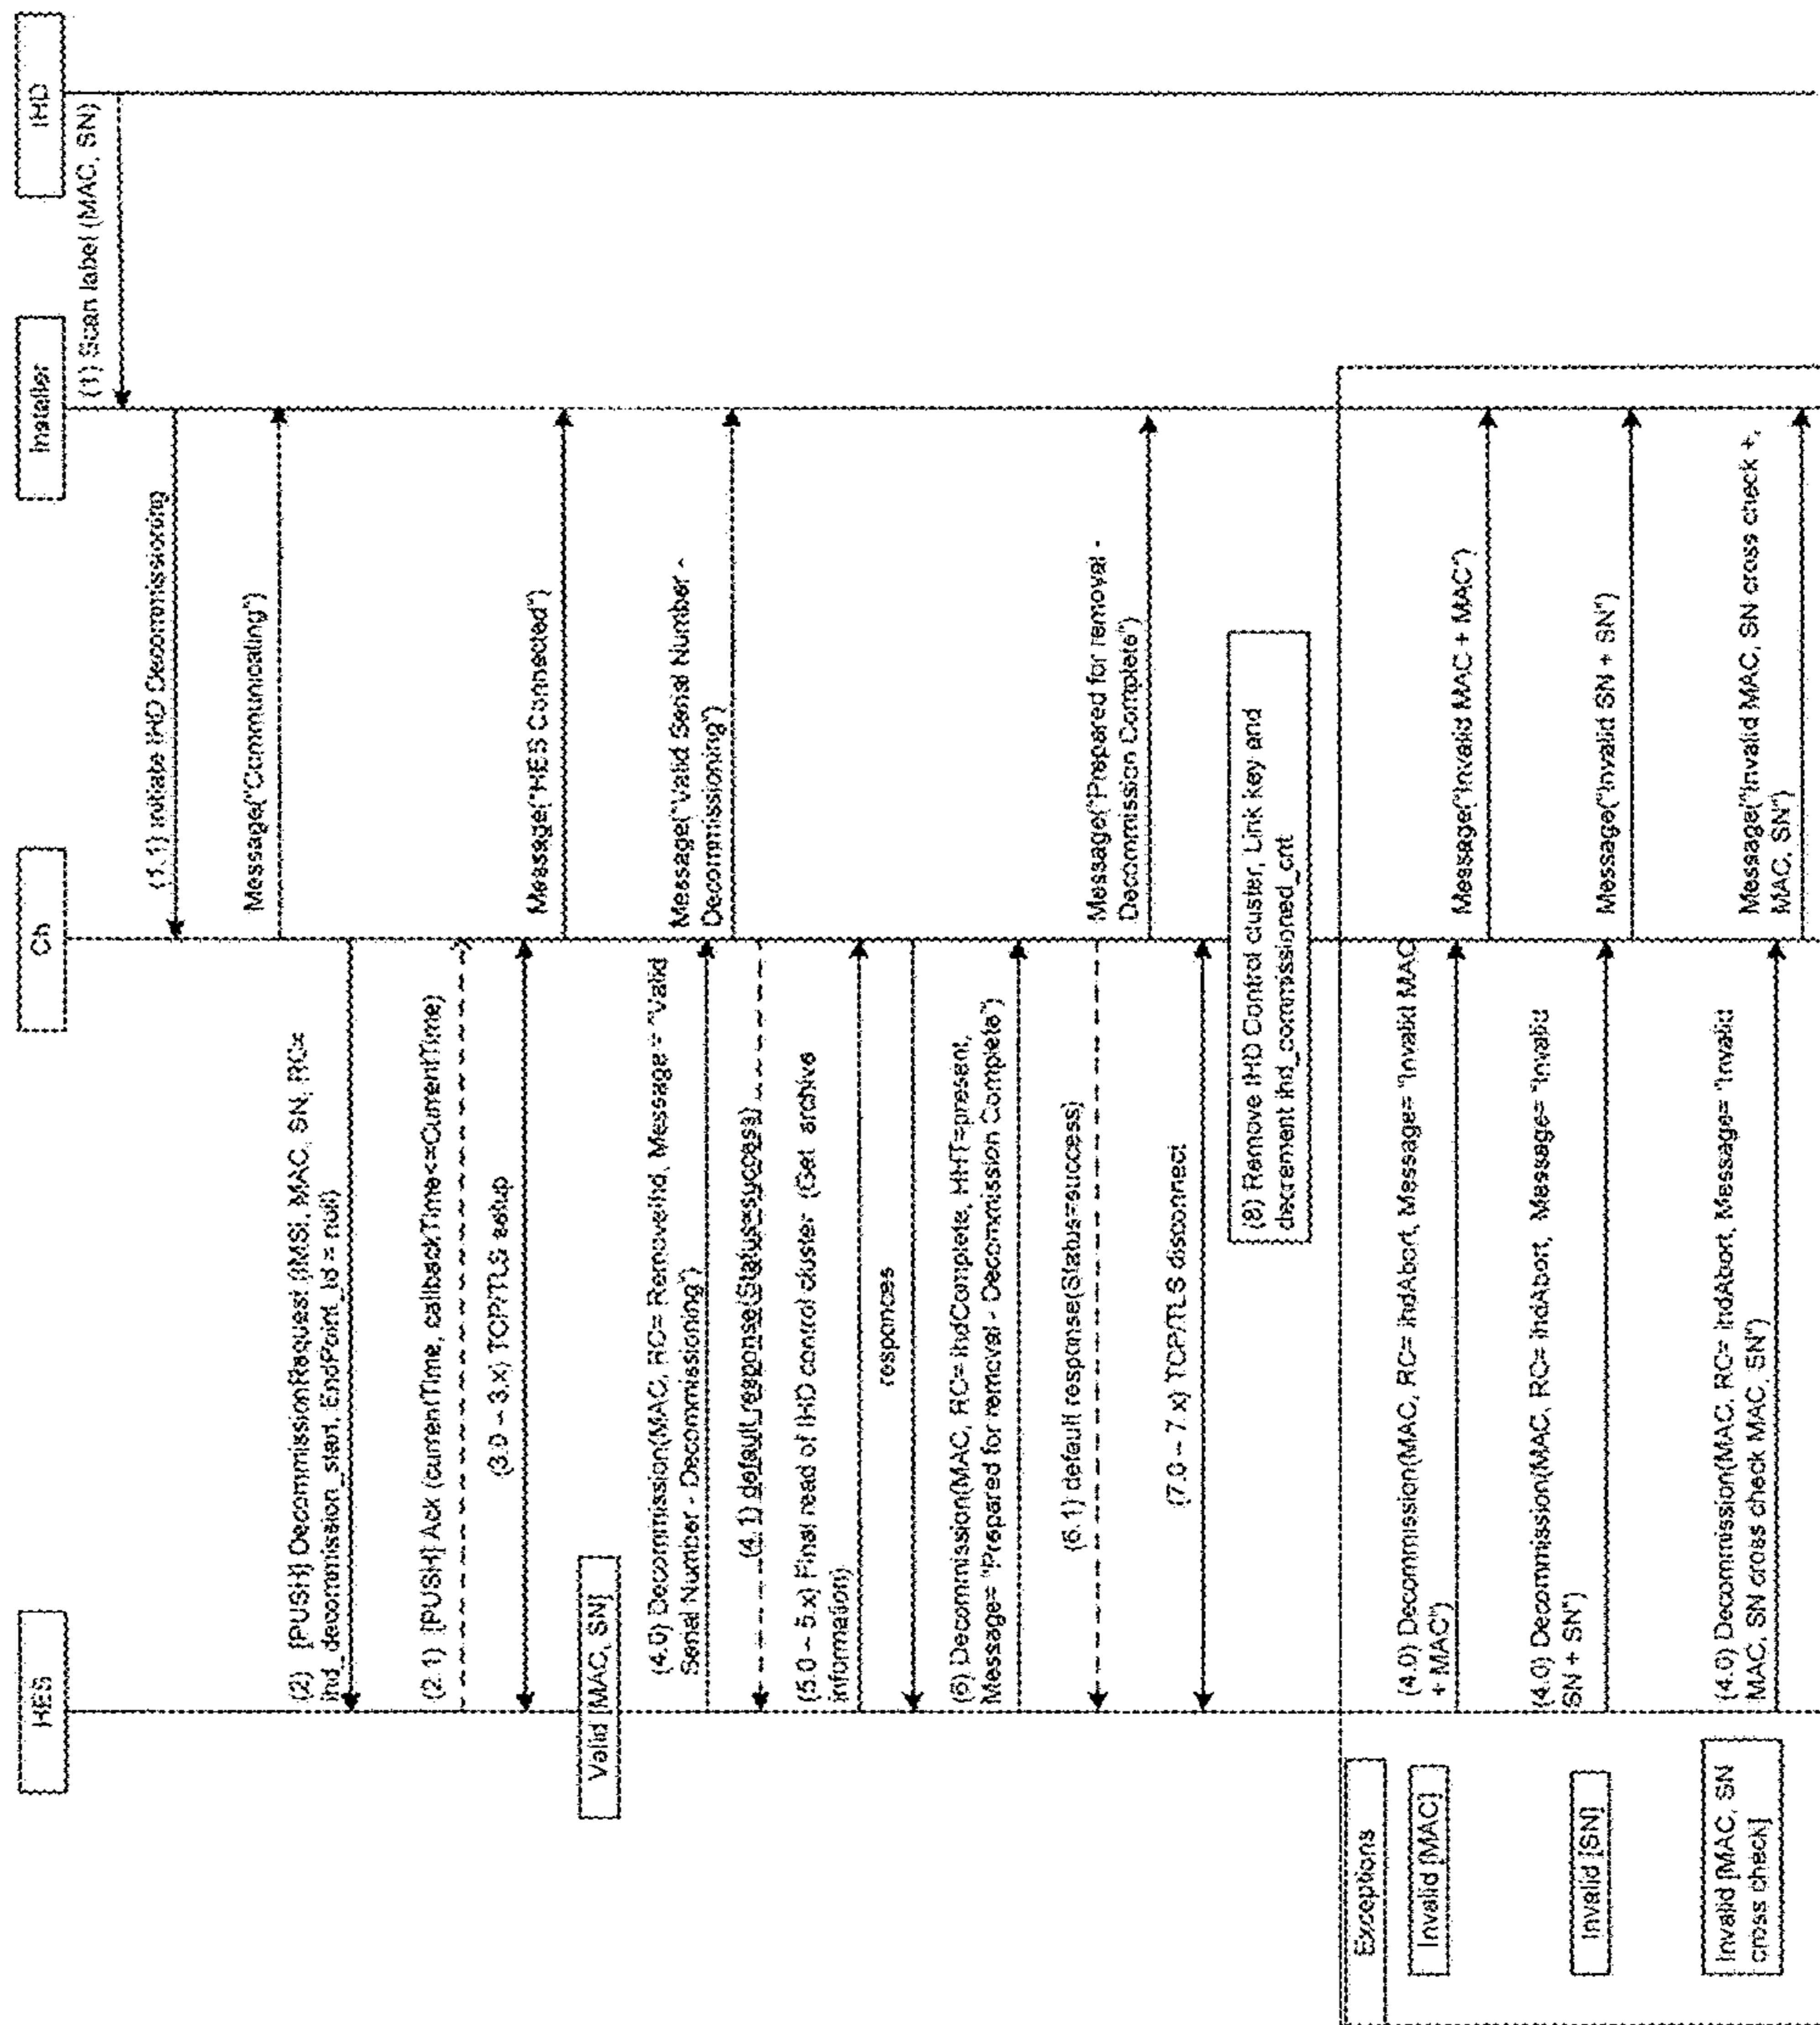 HES
Ch
Installer
IHD
(1) Scan label (MAC, SN)
(1.1) Initiate IHD Decommissioning
Message("Communicating")
(2) [PUSH] DecommissionRequest (IMSI, MAC, SN, RC=
ihd_decommission_start, EndPoint_Id = null)
(2.1) [PUSH] Ack (currentTime, callbackTime<=CurrentTime)
(3.0 – 3.x) TCP/TLS setup
Message("HES Connected")
Valid [MAC, SN]
(4.0) Decommission(MAC, RC= RemoveIhd, Message = "Valid
Serial Number - Decommissioning")
Message("Valid Serial Number -
Decommissioning")
(4.1) default response(Status=success)
(5.0 – 5.x) Final read of IHD control cluster (Get archive
information)
responces
(6) Decommission(MAC, RC= ihdComplete, HHT=present,
Message= "Prepared for removal - Decommission Complete")
Message("Prepared for removal -
Decommission Complete")
(6.1) default response(Status=success)
(7.0 – 7.x) TCP/TLS disconnect
(8) Remove IHD Control cluster, Link key and
decrement ihd_commissioned_cnt
Exceptions
Invalid [MAC]
(4.0) Decommission(MAC, RC= ihdAbort, Message= "Invalid MAC
+ MAC")
Message("Invalid MAC + MAC")
Invalid [SN]
(4.0) Decommission(MAC, RC= ihdAbort, Message= "Invalid
SN + SN")
Message("Invalid SN + SN")
Invalid [MAC, SN
cross check]
(4.0) Decommission(MAC, RC= ihdAbort, Message= "Invalid
MAC, SN cross check MAC, SN")
Message("Invalid MAC, SN cross check +,
MAC, SN")